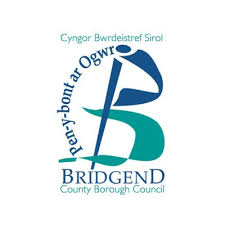 Cyngor Bwrdeistref Sirol
Pen-y-bont ar Ogwr
BRIDGEND
County Borough Council